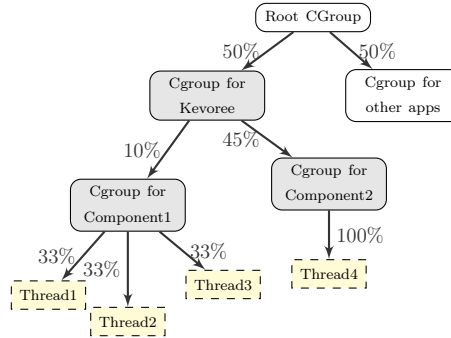 Root CGroup
50%
50%
Cgroup for
Kevoree
Cgroup for
other apps
10%
45%
Cgroup for
Component1
Cgroup for
Component2
33%
33%
33%
100%
Thread1
Thread2
Thread3
Thread4